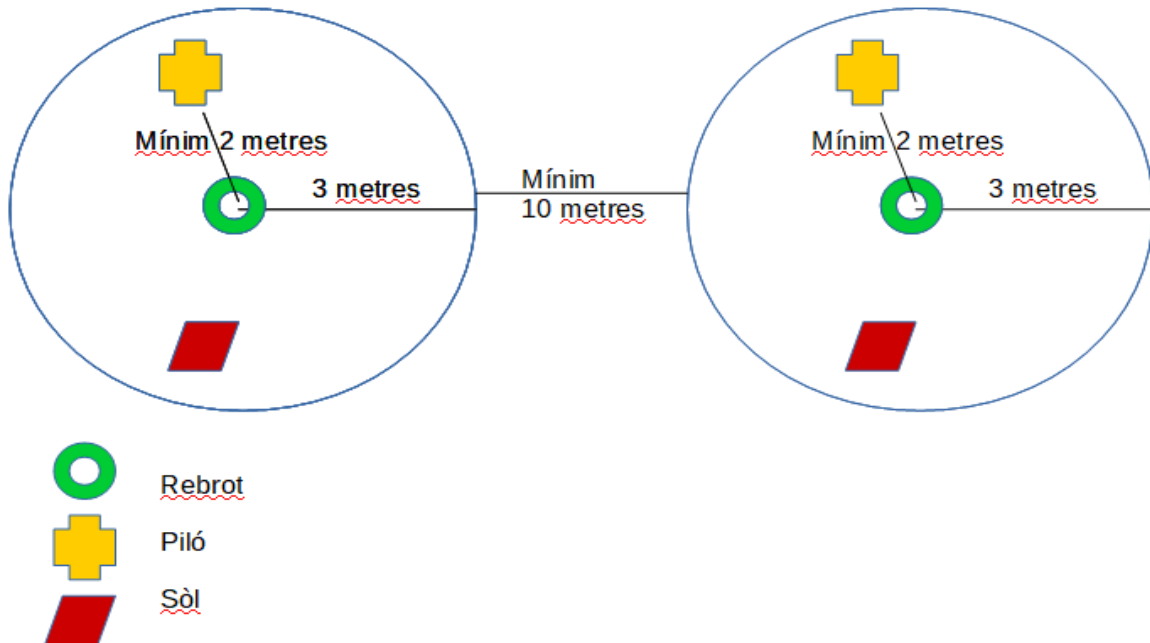 Mínim 2 metres
3 metres
Mínim
10 metres
Mínim 2 metres
3 metres
Rebrot
Piló
Sòl